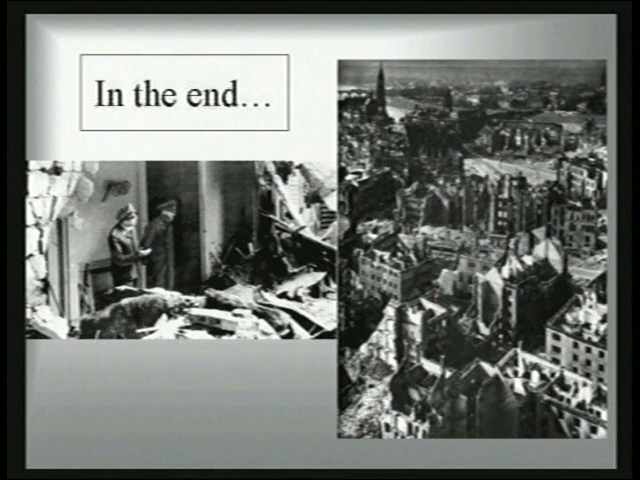 In the end…